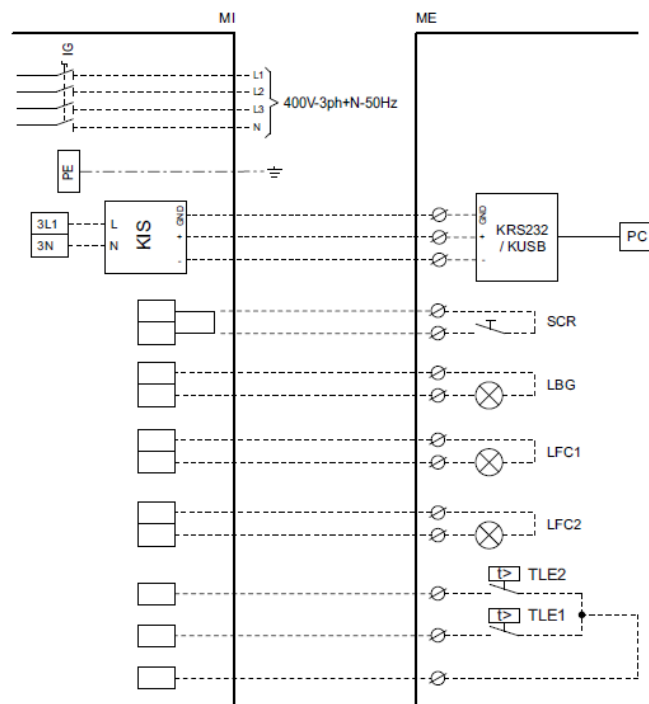 MI ME
IG
L1
L2
L3
N
400V-3ph+N-50Hz
PE
3L1
3N
L
N
KIS
GND
+
-
GND
+
-
KRS232
/ KUSB
PC
SCR
LBG
LFC1
LFC2
t> TLE2
t> TLE1